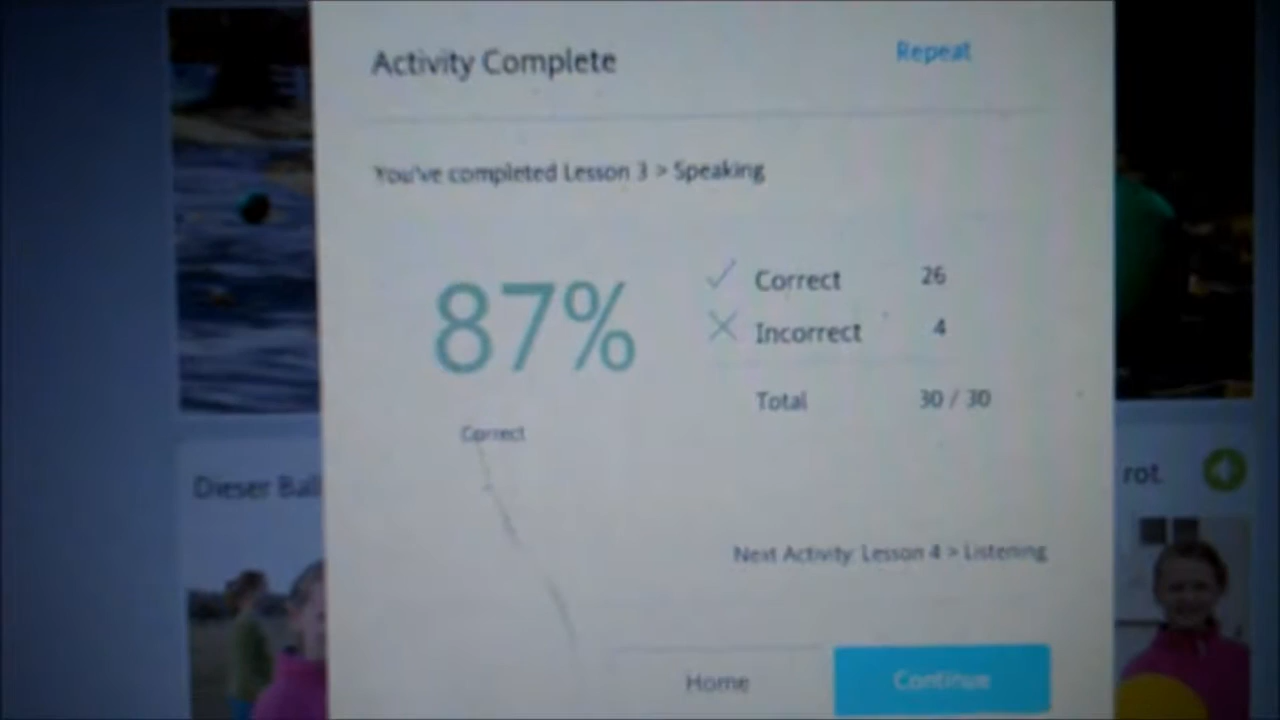 Activity Complete
Repeat
You've completed Lesson 3 > Speaking
87%
Correct
Correct 26
Incorrect 4
Total 30 / 30
Dieser Ball
rot.
Next Activity: Lesson 4 > Listening
Home
Continue